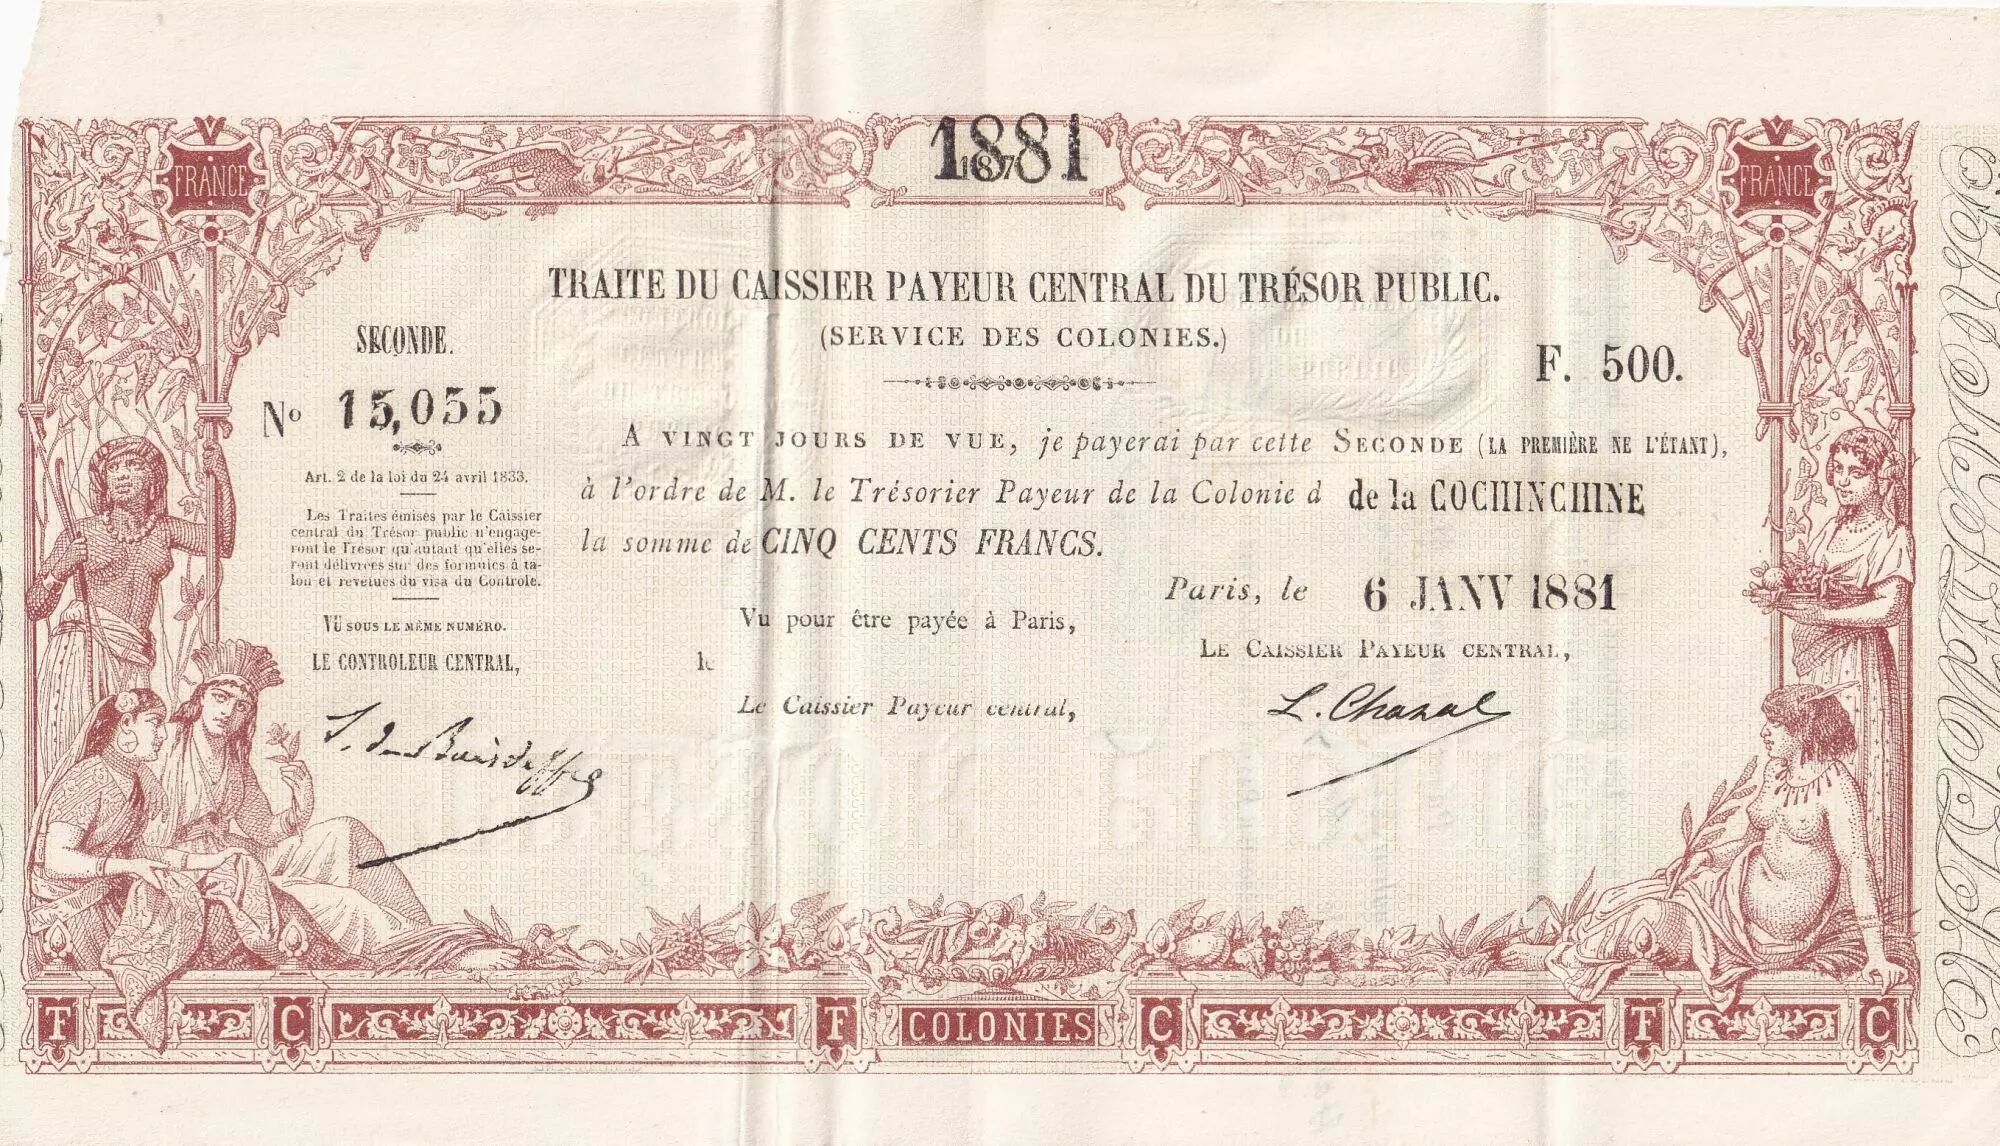 1881
187
FRANCE
FRANCE
TRAITE DU CAISSIER PAYEUR CENTRAL DU TRÉSOR PUBLIC.
(SERVICE DES COLONIES.)
SECONDE.
F. 500.
No 15,055
Art. 2 de la loi du 24 avril 1833.
Les Traites émises par le Caissier
central du Trésor public n'engage-
ront le Trésor qu'autant qu'elles se-
ront délivrées sur des formules à ta-
lon et revêtues du visa du Contrôle.
VU SOUS LE MÊME NUMÉRO.
LE CONTROLEUR CENTRAL,
A VINGT JOURS DE VUE, je payerai par cette SECONDE (LA PREMIÈRE NE L'ÉTANT),
à l'ordre de M. le Trésorier Payeur de la Colonie d de la COCHINCHINE
la somme de CINQ CENTS FRANCS.
Paris, le 6 JANV 1881
Vu pour être payée à Paris,
LE CAISSIER PAYEUR CENTRAL,
le
Le Caissier Payeur central,
L. Chazal
T C T COLONIES C T C